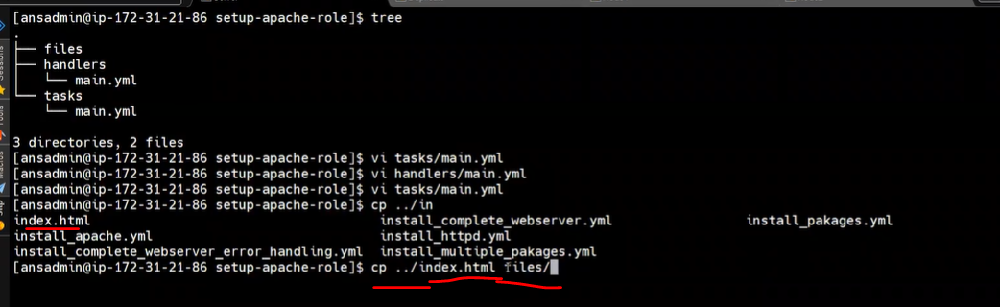 [ansadmin@ip-172-31-21-86 setup-apache-role]$ tree
.
├── files
├── handlers
│   └── main.yml
└── tasks
    └── main.yml
3 directories, 2 files
[ansadmin@ip-172-31-21-86 setup-apache-role]$ vi tasks/main.yml
[ansadmin@ip-172-31-21-86 setup-apache-role]$ vi handlers/main.yml
[ansadmin@ip-172-31-21-86 setup-apache-role]$ vi tasks/main.yml
[ansadmin@ip-172-31-21-86 setup-apache-role]$ cp ../in
index.html install_complete_webserver.yml install_pakages.yml
install_apache.yml install_httpd.yml
install_complete_webserver_error_handling.yml install_multiple_pakages.yml
[ansadmin@ip-172-31-21-86 setup-apache-role]$ cp ../index.html files/